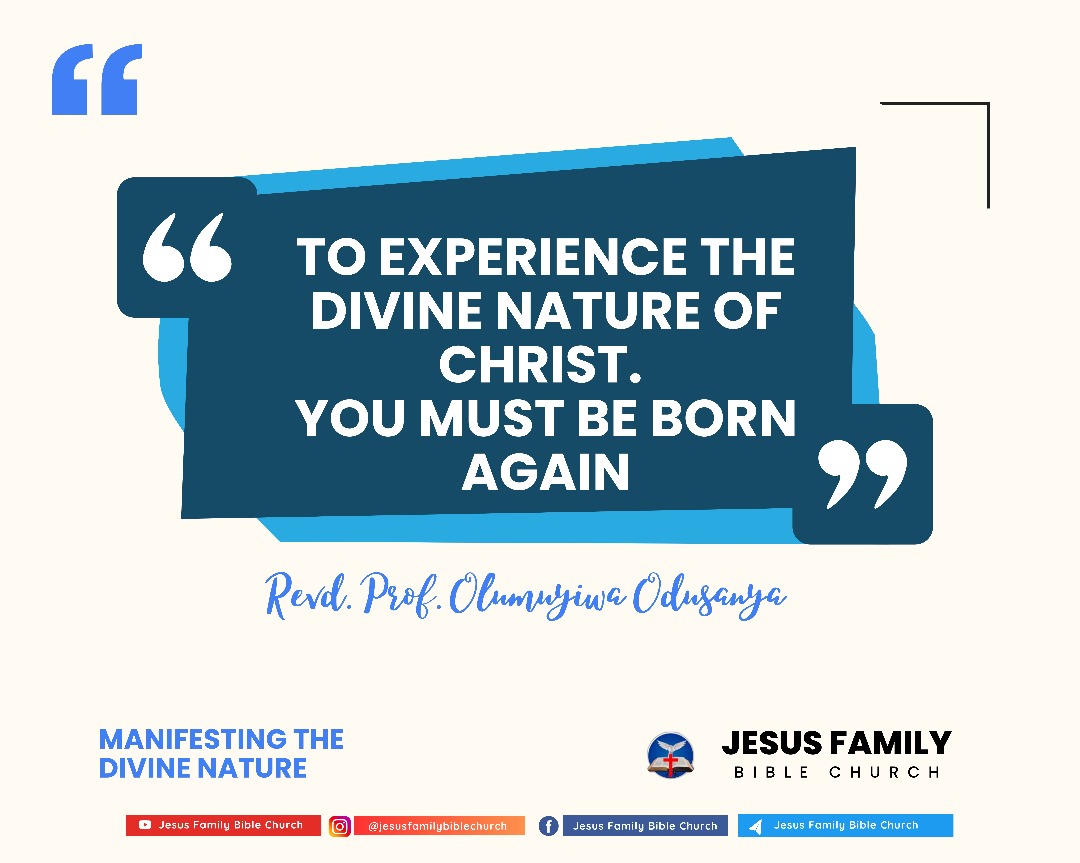 TO EXPERIENCE THE
DIVINE NATURE OF
CHRIST.
YOU MUST BE BORN
AGAIN
Revd. Prof. Olumuyiwa Odusanya
MANIFESTING THE
DIVINE NATURE
JESUS FAMILY
BIBLE CHURCH
Jesus Family Bible Church
@jesusfamilybiblechurch
Jesus Family Bible Church
Jesus Family Bible Church